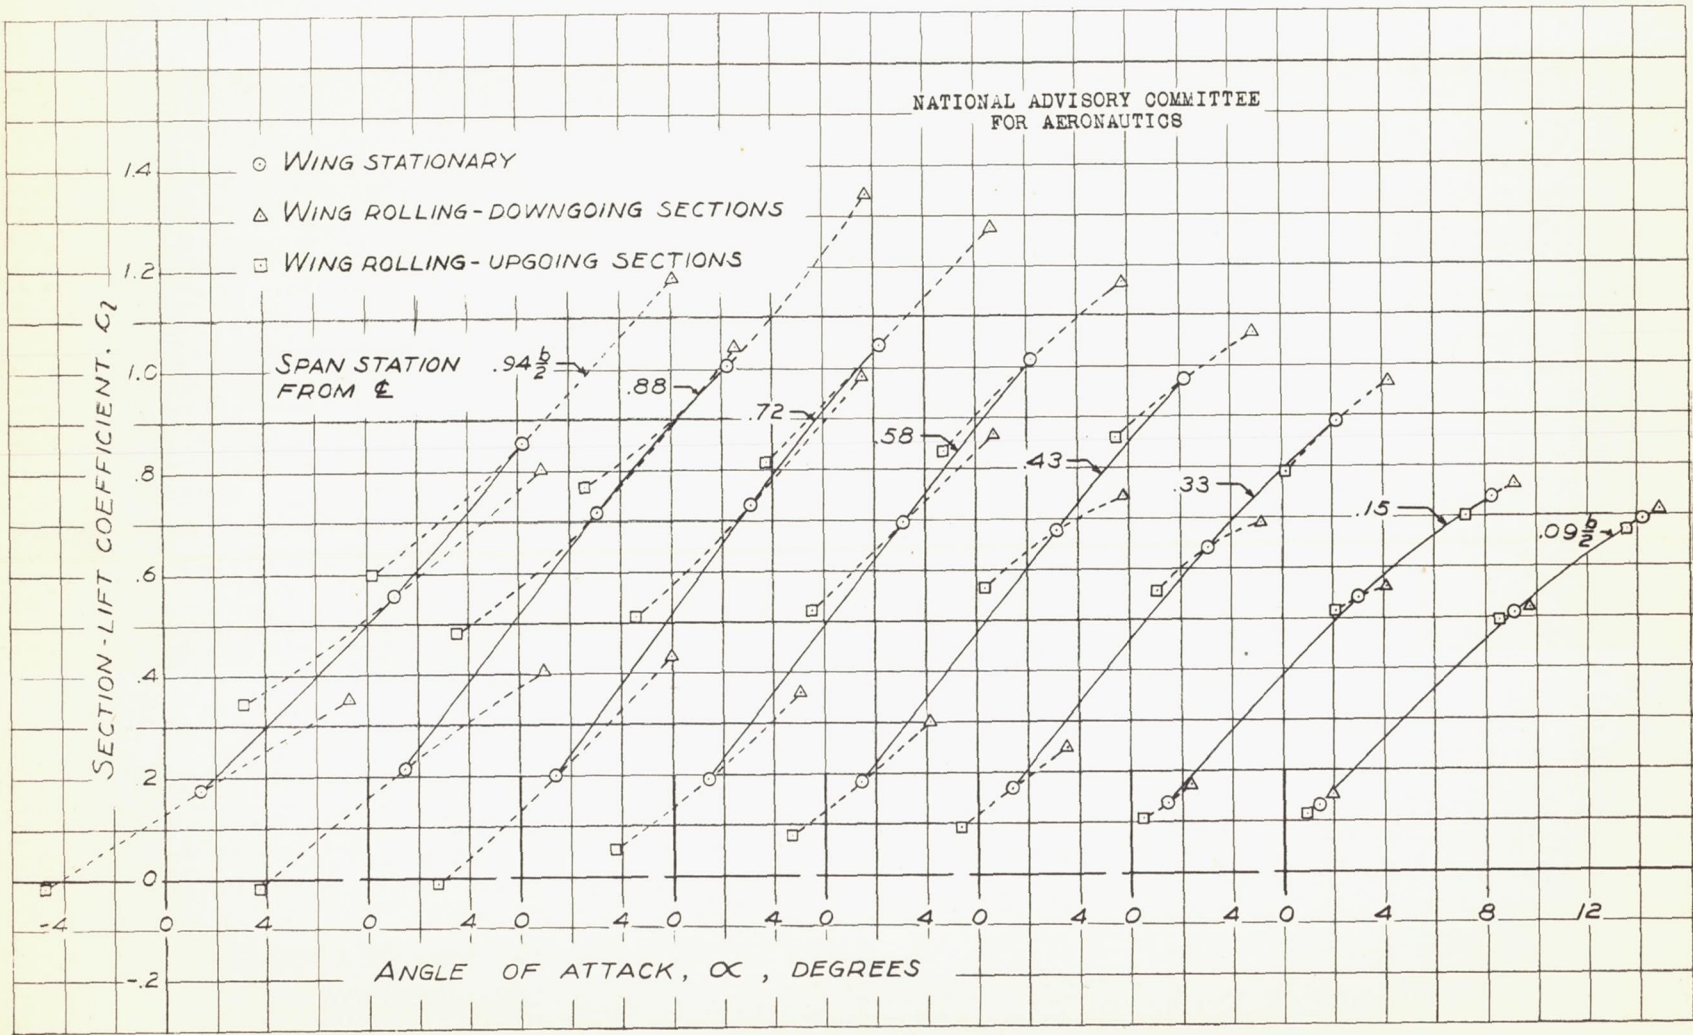 NATIONAL ADVISORY COMMITTEE
FOR AERONAUTICS
⊙ WING STATIONARY
△ WING ROLLING-DOWNGOING SECTIONS
⊡ WING ROLLING-UPGOING SECTIONS
SPAN STATION
FROM ℄
.94 b/2
.88
.72
.58
.43
.33
.15
.09 b/2
SECTION-LIFT COEFFICIENT, Cl
1.4
1.2
1.0
.8
.6
.4
.2
0
-.2
-4 0 4 0 4 0 4 0 4 0 4 0 4 0 4 0 4 8 12
ANGLE OF ATTACK, ∝, DEGREES